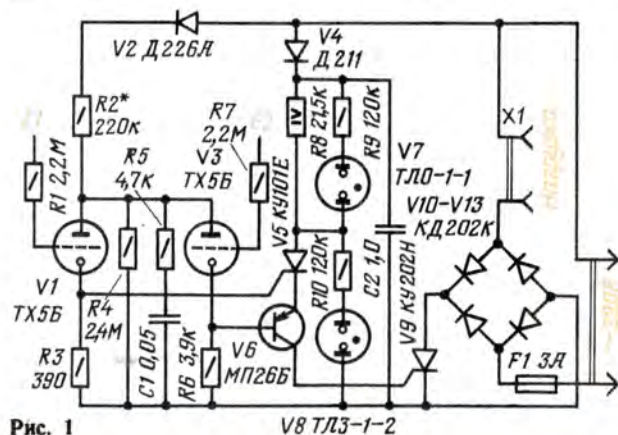 V2 Д226А
V4
Д211
R2*
220к
R1 2,2М
R5
4,7к
R7
2,2М
V3
ТХ5Б
R8 21,5к
R9 120к
V7
ТЛО-1-1
V10-V13
КД202К
X1
Нагрузка
V5 КУ101Е
V1
ТХ5Б
R4
2,4М
R3
390
C1 0,05
R6 3,9к
V6
МП26Б
R10 120к
C2 1,0
V9 КУ202Н
F1 3А
V8 ТЛ3-1-2
Рис. 1